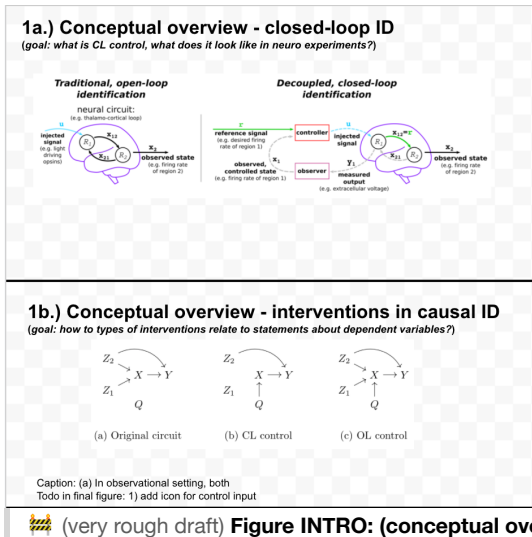 1a.) Conceptual overview - closed-loop ID
(goal: what is CL control, what does it look like in neuro experiments?)
Traditional, open-loop
identification
neural circuit:
(e.g. thalamo-cortical loop)
u
injected
signal
(e.g. light
driving
opsins)
R₁
x₁₂
x₂₁
R₂
x₂
observed state
(e.g. firing rate
of region 2)
Decoupled, closed-loop
identification
r
reference signal
(e.g. desired firing
rate of region 1)
controller
u
injected
signal
x₁₂=r
R₁
x₂₁
R₂
x₂
observed state
(e.g. firing rate
of region 2)
observed,
controlled state
(e.g. firing rate of region 1)
x₁
observer
y₁
measured
output
(e.g. extracellular voltage)
1b.) Conceptual overview - interventions in causal ID
(goal: how to types of interventions relate to statements about dependent variables?)
Z₂
X → Y
Z₁
Q
(a) Original circuit
Z₂
X → Y
Z₁
Q
(b) CL control
Z₂
X → Y
Z₁
Q
(c) OL control
Caption: (a) In observational setting, both
Todo in final figure: 1) add icon for control input
🚧 (very rough draft) Figure INTRO: (conceptual ove